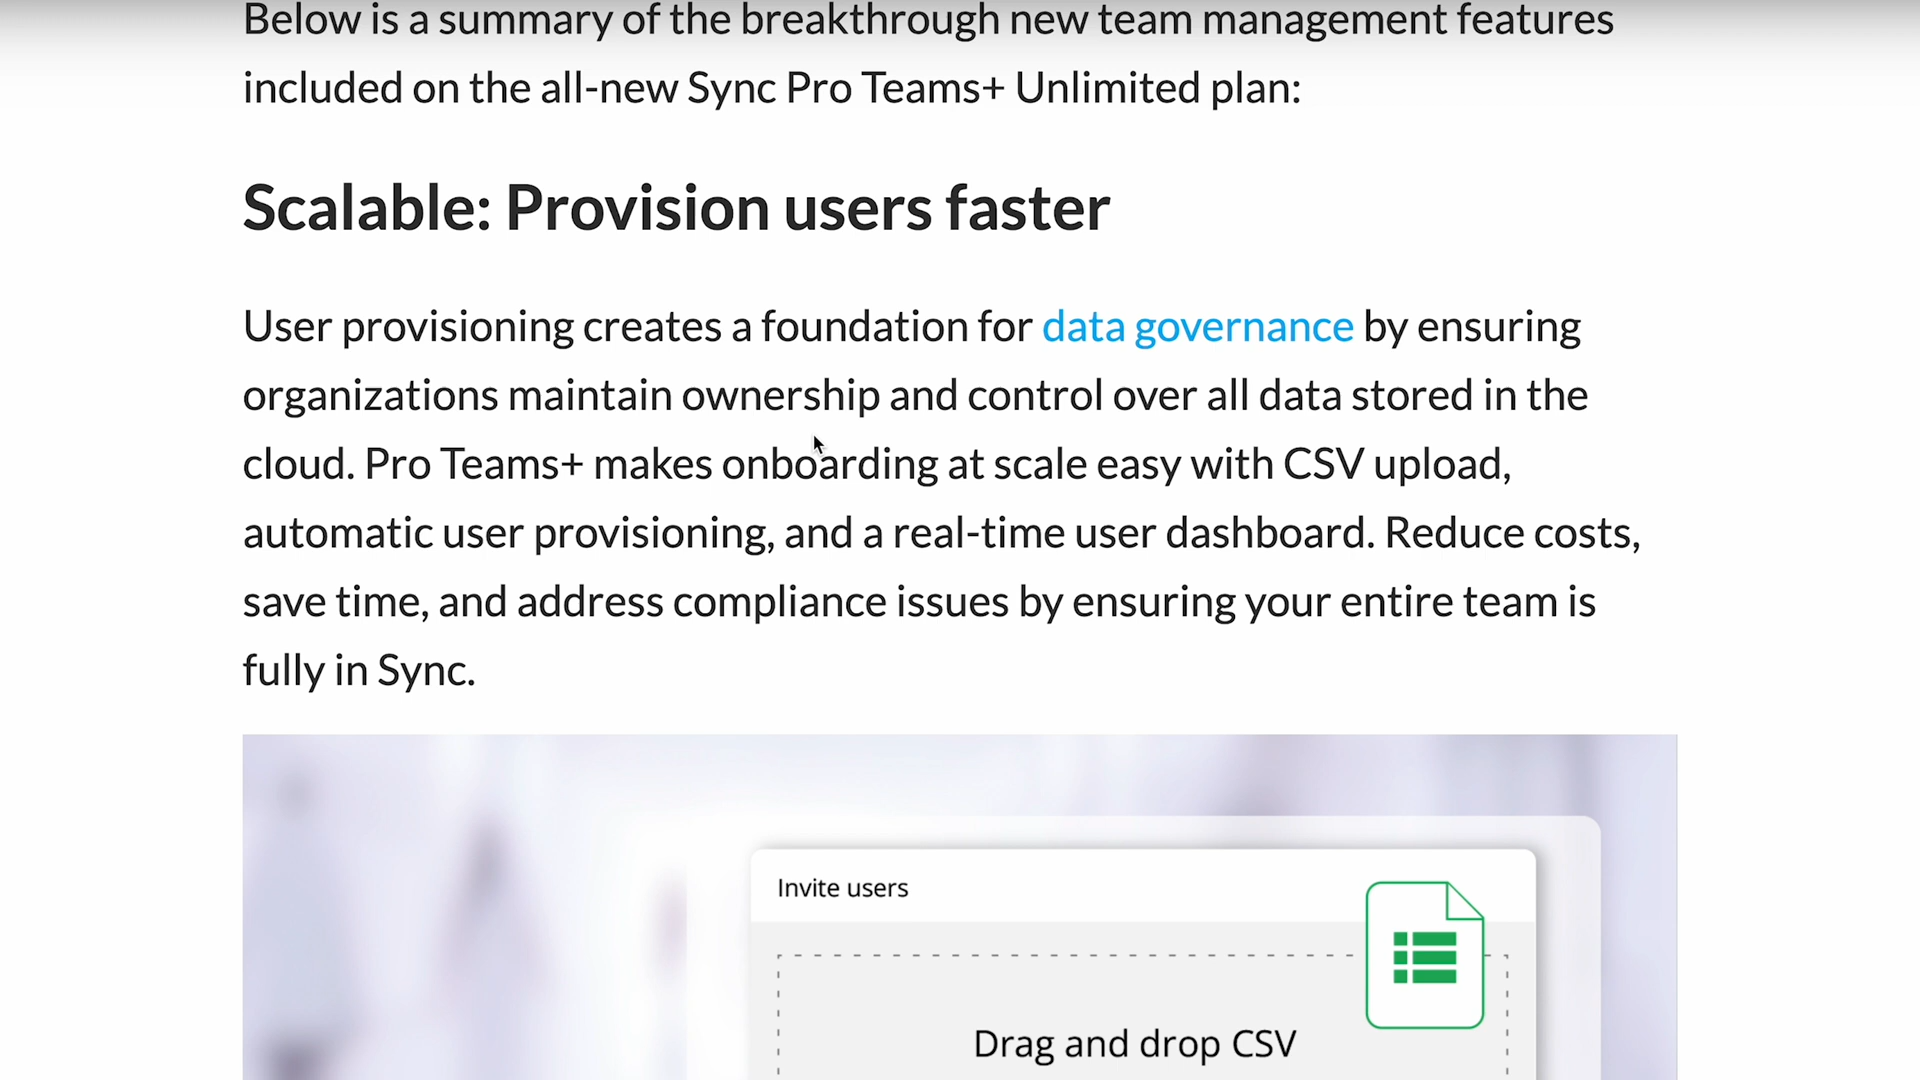 Below is a summary of the breakthrough new team management features
included on the all-new Sync Pro Teams+ Unlimited plan:
Scalable: Provision users faster
User provisioning creates a foundation for data governance by ensuring
organizations maintain ownership and control over all data stored in the
cloud. Pro Teams+ makes onboarding at scale easy with CSV upload,
automatic user provisioning, and a real-time user dashboard. Reduce costs,
save time, and address compliance issues by ensuring your entire team is
fully in Sync.
Invite users
Drag and drop CSV